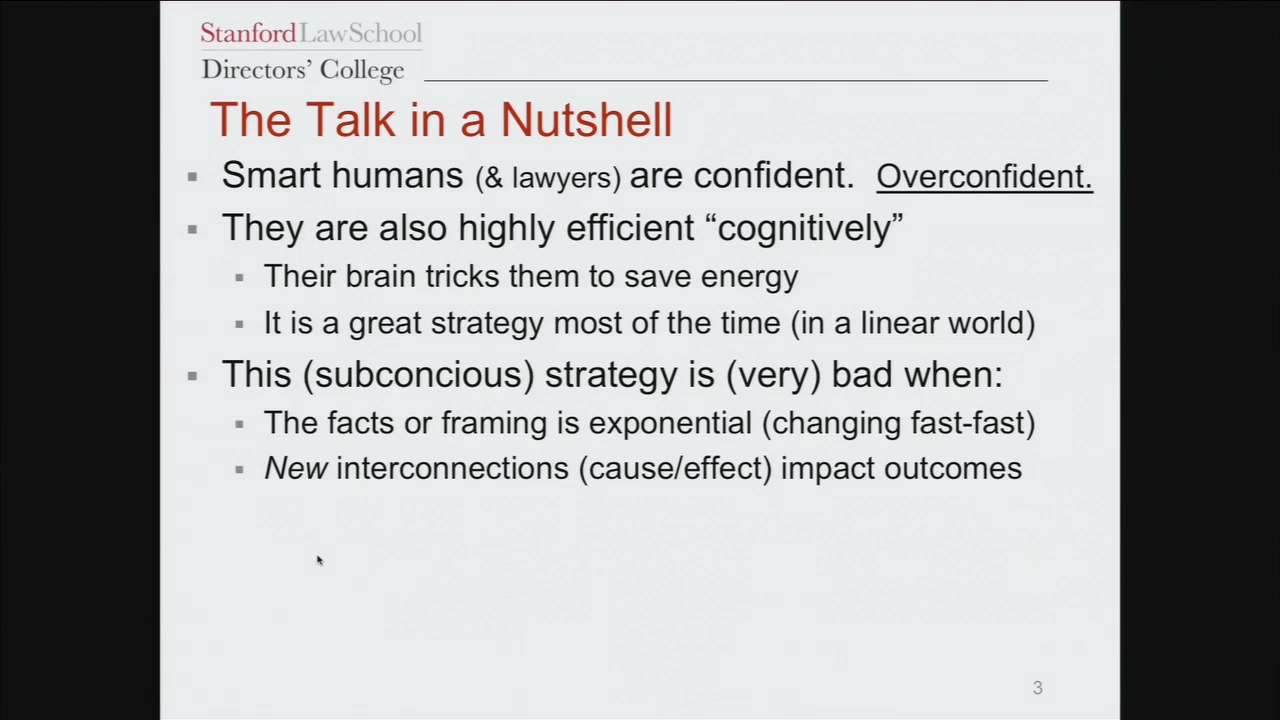 StanfordLawSchool
Directors’ College
The Talk in a Nutshell
Smart humans (& lawyers) are confident. Overconfident.
They are also highly efficient “cognitively”
Their brain tricks them to save energy
It is a great strategy most of the time (in a linear world)
This (subconcious) strategy is (very) bad when:
The facts or framing is exponential (changing fast-fast)
New interconnections (cause/effect) impact outcomes
3